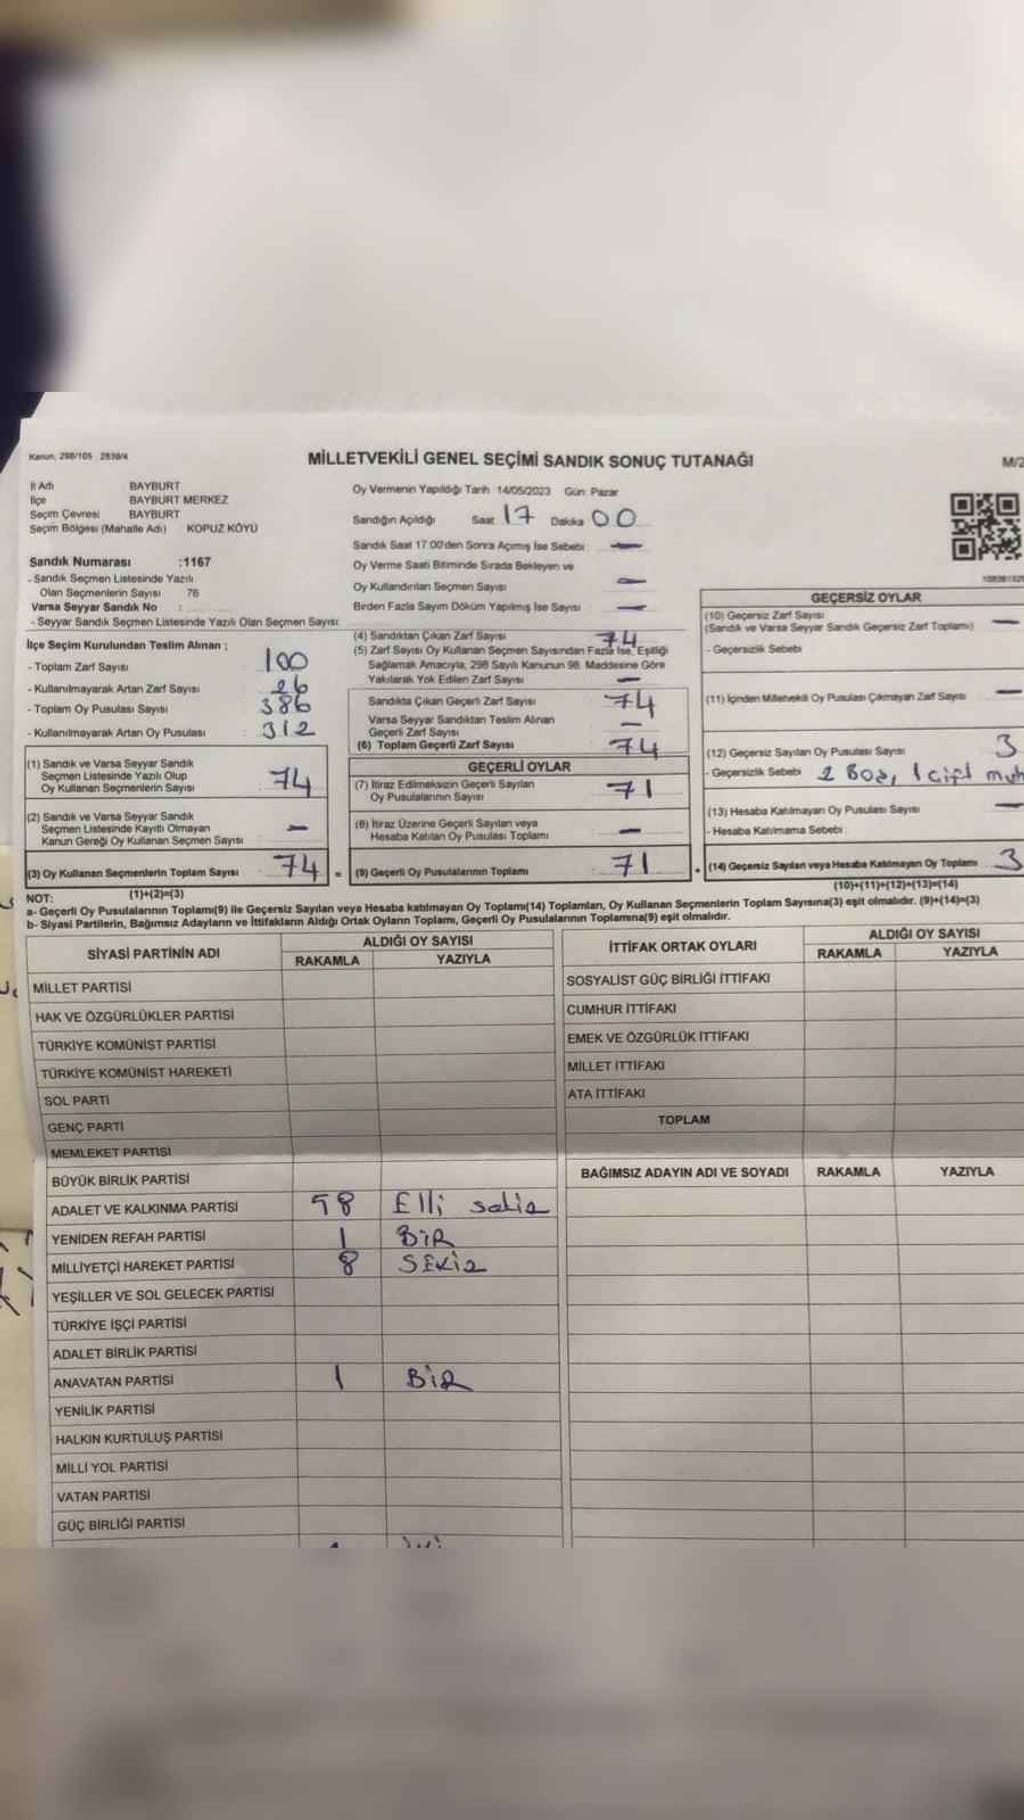 Kanun: 298/105 2839/4
MİLLETVEKİLİ GENEL SEÇİMİ SANDIK SONUÇ TUTANAĞI
M/2
İl Adı BAYBURT
İlçe BAYBURT MERKEZ
Seçim Çevresi BAYBURT
Seçim Bölgesi (Mahalle Adı) KOPUZ KÖYÜ
Oy Vermenin Yapıldığı Tarih 14/05/2023 Gün: Pazar
Sandığın Açıldığı Saat 17 Dakika 00
Sandık Saat 17:00'den Sonra Açılmış İse Sebebi —
Oy Verme Saati Bitiminde Sırada Bekleyen ve
Oy Kullandırılan Seçmen Sayısı —
Birden Fazla Sayım Döküm Yapılmış İse Sayısı —
Sandık Numarası :1167
- Sandık Seçmen Listesinde Yazılı
Olan Seçmenlerin Sayısı 76
Varsa Seyyar Sandık No :
- Seyyar Sandık Seçmen Listesinde Yazılı Olan Seçmen Sayısı:
İlçe Seçim Kurulundan Teslim Alınan :
- Toplam Zarf Sayısı 100
- Kullanılmayarak Artan Zarf Sayısı 26
- Toplam Oy Pusulası Sayısı 386
- Kullanılmayarak Artan Oy Pusulası 312
(1) Sandık ve Varsa Seyyar Sandık
Seçmen Listesinde Yazılı Olup
Oy Kullanan Seçmenlerin Sayısı 74
(2) Sandık ve Varsa Seyyar Sandık
Seçmen Listesinde Kayıtlı Olmayan
Kanun Gereği Oy Kullanan Seçmen Sayısı —
(3) Oy Kullanan Seçmenlerin Toplam Sayısı 74 =
(1)+(2)=(3)
(4) Sandıktan Çıkan Zarf Sayısı 74
(5) Zarf Sayısı Oy Kullanan Seçmen Sayısından Fazla İse, Eşitliği
Sağlamak Amacıyla, 298 Sayılı Kanunun 98. Maddesine Göre
Yakılarak Yok Edilen Zarf Sayısı —
Sandıkta Çıkan Geçerli Zarf Sayısı 74
Varsa Seyyar Sandıktan Teslim Alınan
Geçerli Zarf Sayısı —
(6) Toplam Geçerli Zarf Sayısı 74
GEÇERLİ OYLAR
(7) İtiraz Edilmeksizin Geçerli Sayılan
Oy Pusulalarının Sayısı 71
(8) İtiraz Üzerine Geçerli Sayılan veya
Hesaba Katılan Oy Pusulası Toplamı —
(9) Geçerli Oy Pusulalarının Toplamı 71
GEÇERSİZ OYLAR
(10) Geçersiz Zarf Sayısı —
(Sandık ve Varsa Seyyar Sandık Geçersiz Zarf Toplamı)
- Geçersizlik Sebebi
(11) İçinden Milletvekili Oy Pusulası Çıkmayan Zarf Sayısı —
(12) Geçersiz Sayılan Oy Pusulası Sayısı 3
- Geçersizlik Sebebi 2 Boş, 1 çift müh
(13) Hesaba Katılmayan Oy Pusulası Sayısı —
- Hesaba Katılmama Sebebi
(14) Geçersiz Sayılan veya Hesaba Katılmayan Oy Toplamı 3
(10)+(11)+(12)+(13)=(14)
NOT:
a- Geçerli Oy Pusulalarının Toplamı(9) ile Geçersiz Sayılan veya Hesaba katılmayan Oy Toplamı(14) Toplamları, Oy Kullanan Seçmenlerin Toplam Sayısına(3) eşit olmalıdır. (9)+(14)=(3)
b- Siyasi Partilerin, Bağımsız Adayların ve İttifakların Aldığı Ortak Oyların Toplamı, Geçerli Oy Pusulalarının Toplamına(9) eşit olmalıdır.
SİYASİ PARTİNİN ADI ALDIĞI OY SAYISI
RAKAMLA YAZIYLA
MİLLET PARTİSİ
HAK VE ÖZGÜRLÜKLER PARTİSİ
TÜRKİYE KOMÜNİST PARTİSİ
TÜRKİYE KOMÜNİST HAREKETİ
SOL PARTİ
GENÇ PARTİ
MEMLEKET PARTİSİ
BÜYÜK BİRLİK PARTİSİ
ADALET VE KALKINMA PARTİSİ 58 Elli sekiz
YENİDEN REFAH PARTİSİ 1 BİR
MİLLİYETÇİ HAREKET PARTİSİ 8 SEKİZ
YEŞİLLER VE SOL GELECEK PARTİSİ
TÜRKİYE İŞÇİ PARTİSİ
ADALET BİRLİK PARTİSİ
ANAVATAN PARTİSİ 1 BİR
YENİLİK PARTİSİ
HALKIN KURTULUŞ PARTİSİ
MİLLİ YOL PARTİSİ
VATAN PARTİSİ
GÜÇ BİRLİĞİ PARTİSİ
İTTİFAK ORTAK OYLARI ALDIĞI OY SAYISI
RAKAMLA YAZIYLA
SOSYALİST GÜÇ BİRLİĞİ İTTİFAKI
CUMHUR İTTİFAKI
EMEK VE ÖZGÜRLÜK İTTİFAKI
MİLLET İTTİFAKI
ATA İTTİFAKI
TOPLAM
BAĞIMSIZ ADAYIN ADI VE SOYADI RAKAMLA YAZIYLA